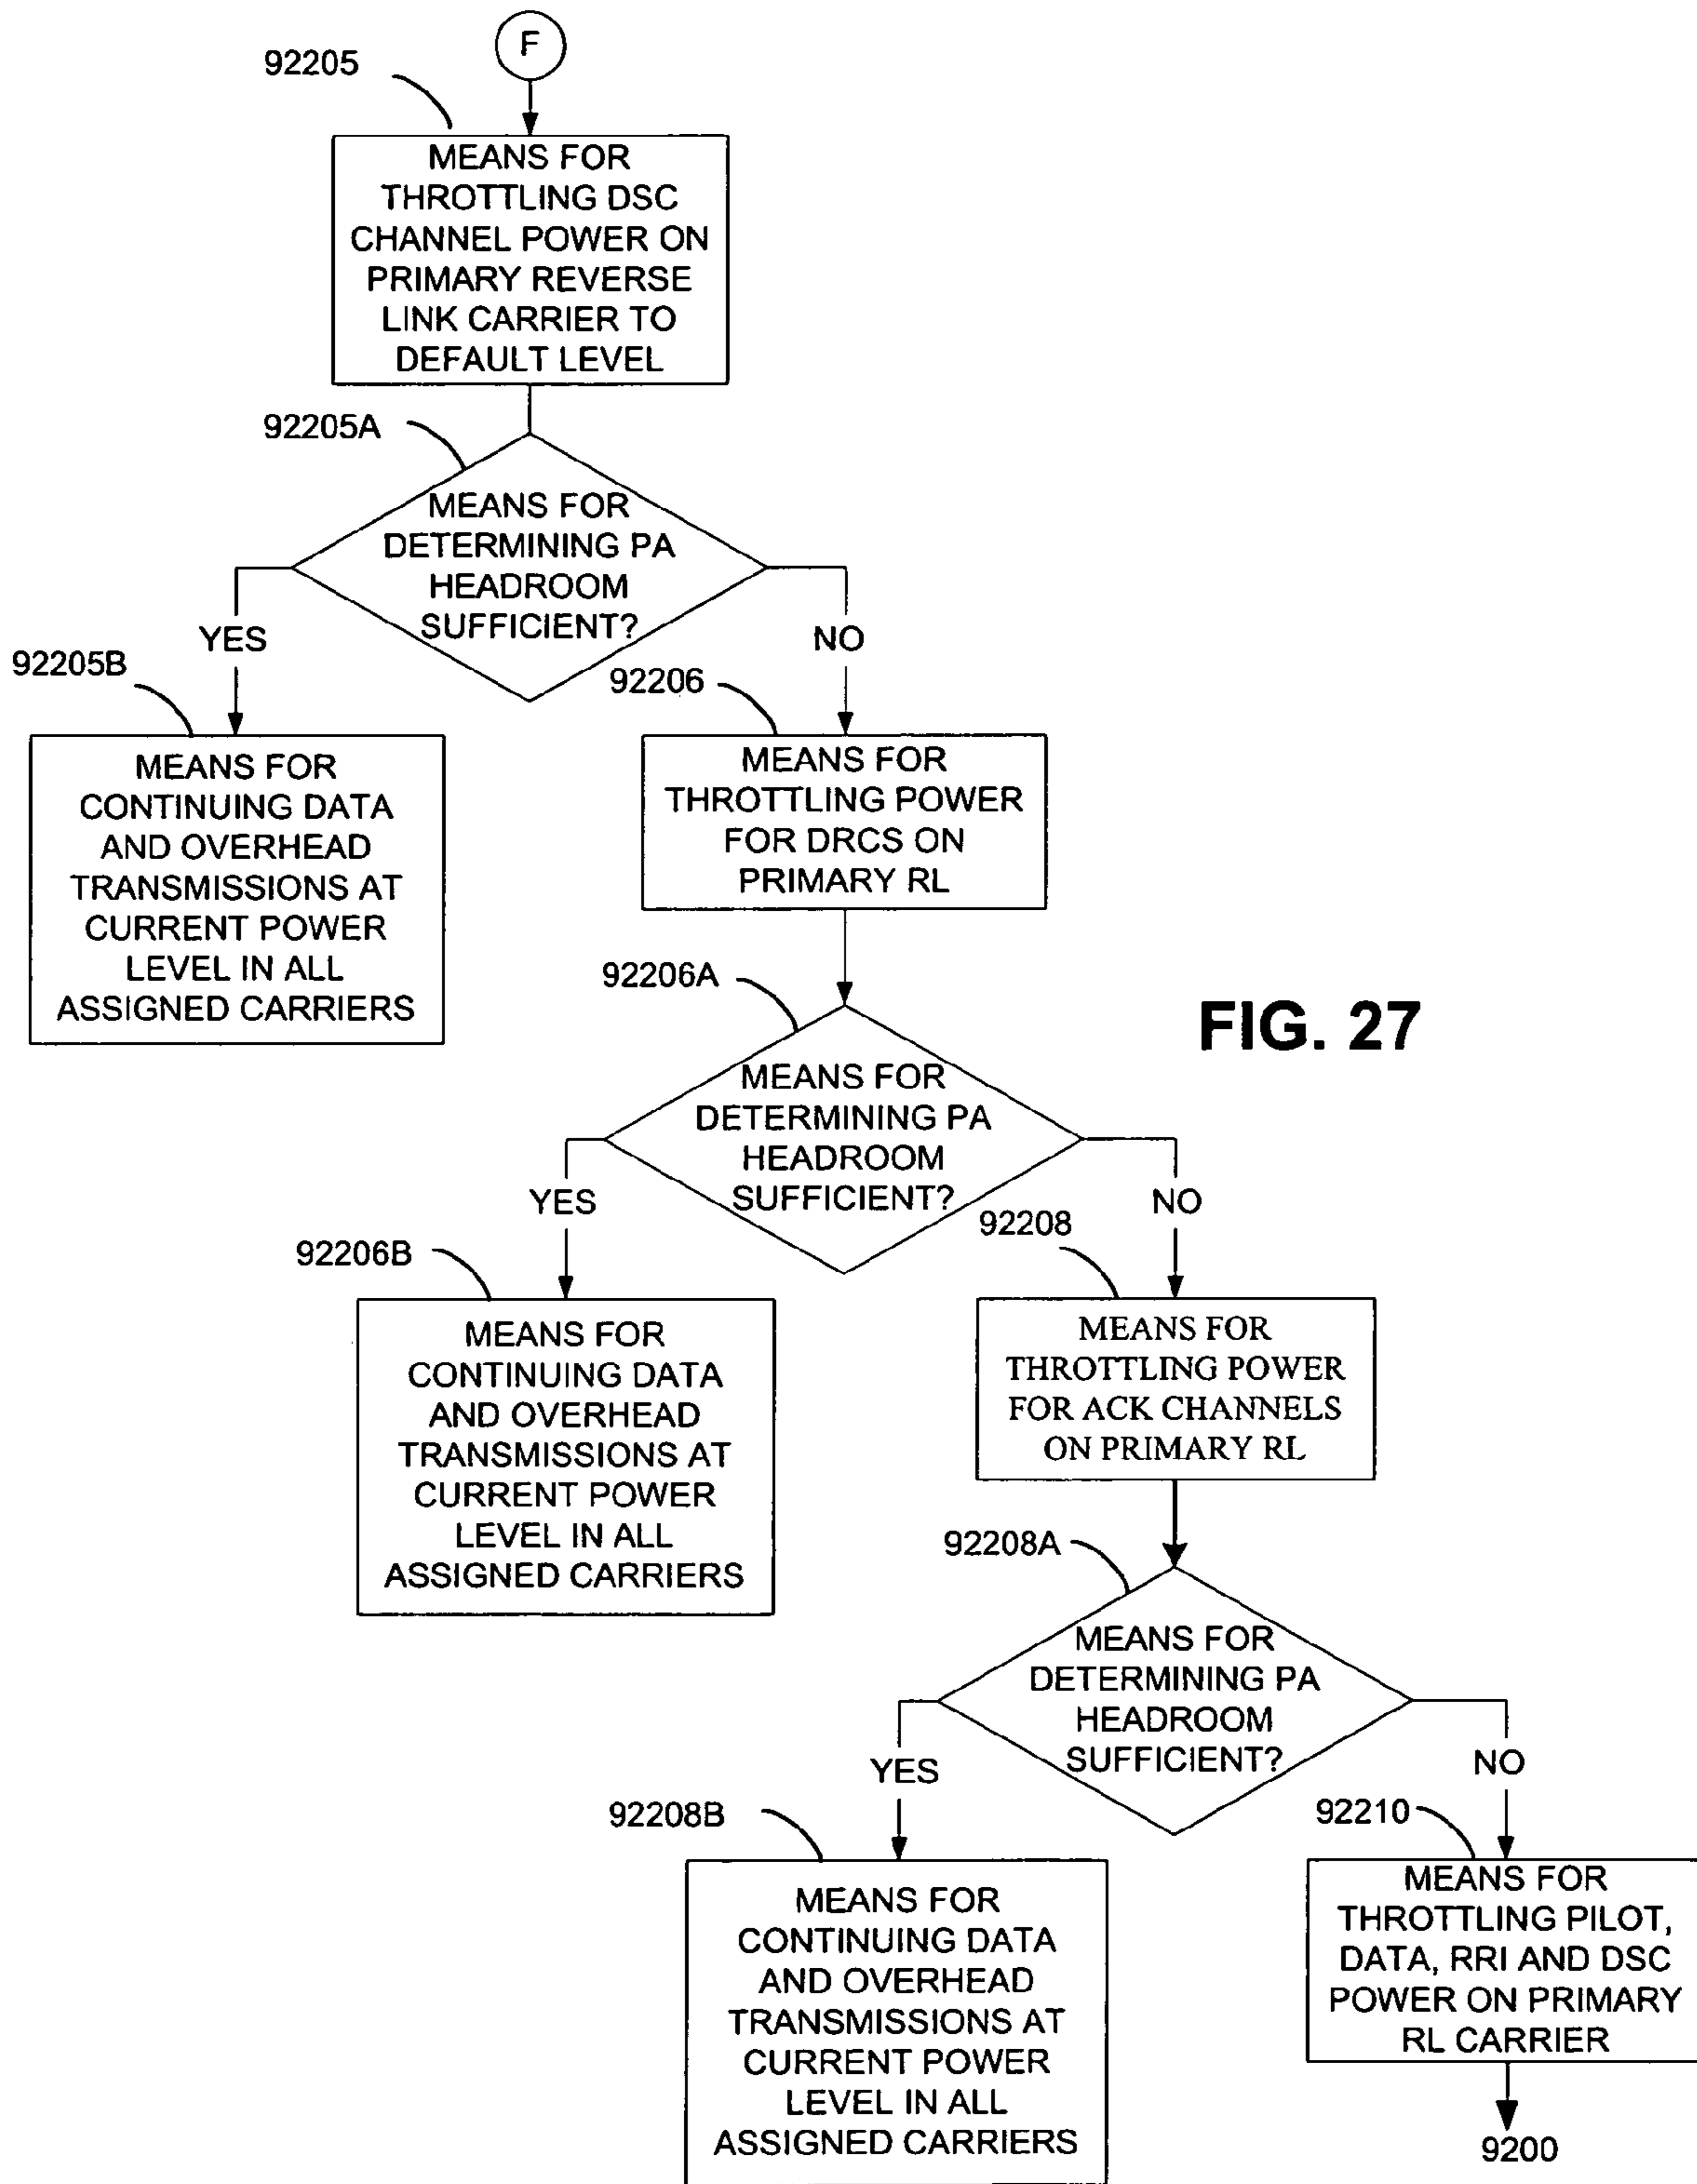 F
92205
MEANS FOR
THROTTLING DSC
CHANNEL POWER ON
PRIMARY REVERSE
LINK CARRIER TO
DEFAULT LEVEL
92205A
MEANS FOR
DETERMINING PA
HEADROOM
SUFFICIENT?
YES
NO
92205B
MEANS FOR
CONTINUING DATA
AND OVERHEAD
TRANSMISSIONS AT
CURRENT POWER
LEVEL IN ALL
ASSIGNED CARRIERS
92206
MEANS FOR
THROTTLING POWER
FOR DRCS ON
PRIMARY RL
92206A
MEANS FOR
DETERMINING PA
HEADROOM
SUFFICIENT?
FIG. 27
YES
NO
92206B
MEANS FOR
CONTINUING DATA
AND OVERHEAD
TRANSMISSIONS AT
CURRENT POWER
LEVEL IN ALL
ASSIGNED CARRIERS
92208
MEANS FOR
THROTTLING POWER
FOR ACK CHANNELS
ON PRIMARY RL
92208A
MEANS FOR
DETERMINING PA
HEADROOM
SUFFICIENT?
YES
NO
92208B
MEANS FOR
CONTINUING DATA
AND OVERHEAD
TRANSMISSIONS AT
CURRENT POWER
LEVEL IN ALL
ASSIGNED CARRIERS
92210
MEANS FOR
THROTTLING PILOT,
DATA, RRI AND DSC
POWER ON PRIMARY
RL CARRIER
9200